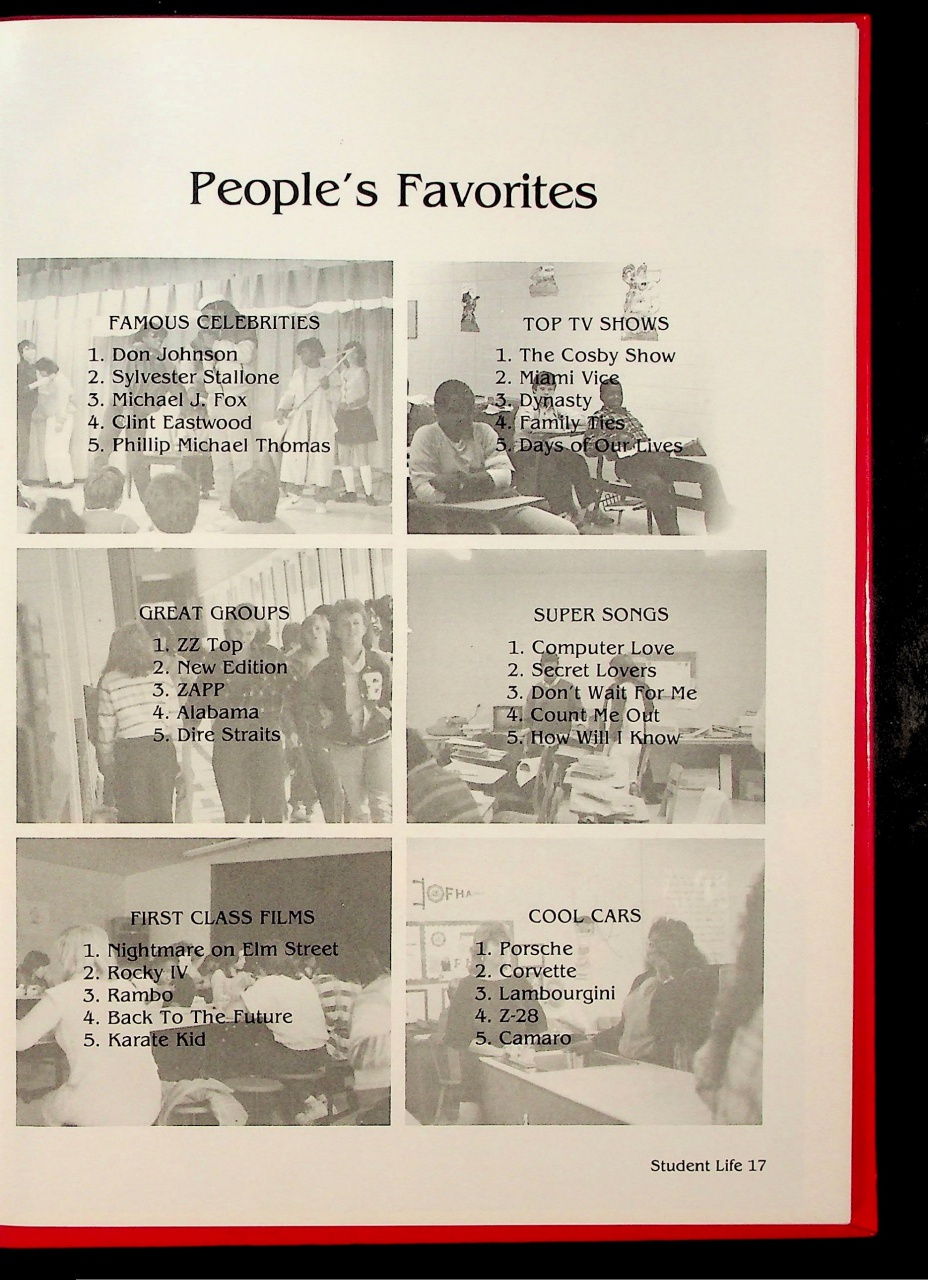 People's Favorites
FAMOUS CELEBRITIES
1. Don Johnson
2. Sylvester Stallone
3. Michael J. Fox
4. Clint Eastwood
5. Phillip Michael Thomas
TOP TV SHOWS
1. The Cosby Show
2. Miami Vice
3. Dynasty
4. Family Ties
5. Days of Our Lives
GREAT GROUPS
1. ZZ Top
2. New Edition
3. ZAPP
4. Alabama
5. Dire Straits
SUPER SONGS
1. Computer Love
2. Secret Lovers
3. Don't Wait For Me
4. Count Me Out
5. How Will I Know
FIRST CLASS FILMS
1. Nightmare on Elm Street
2. Rocky IV
3. Rambo
4. Back To The Future
5. Karate Kid
FHA
COOL CARS
1. Porsche
2. Corvette
3. Lambourgini
4. Z-28
5. Camaro
Student Life 17